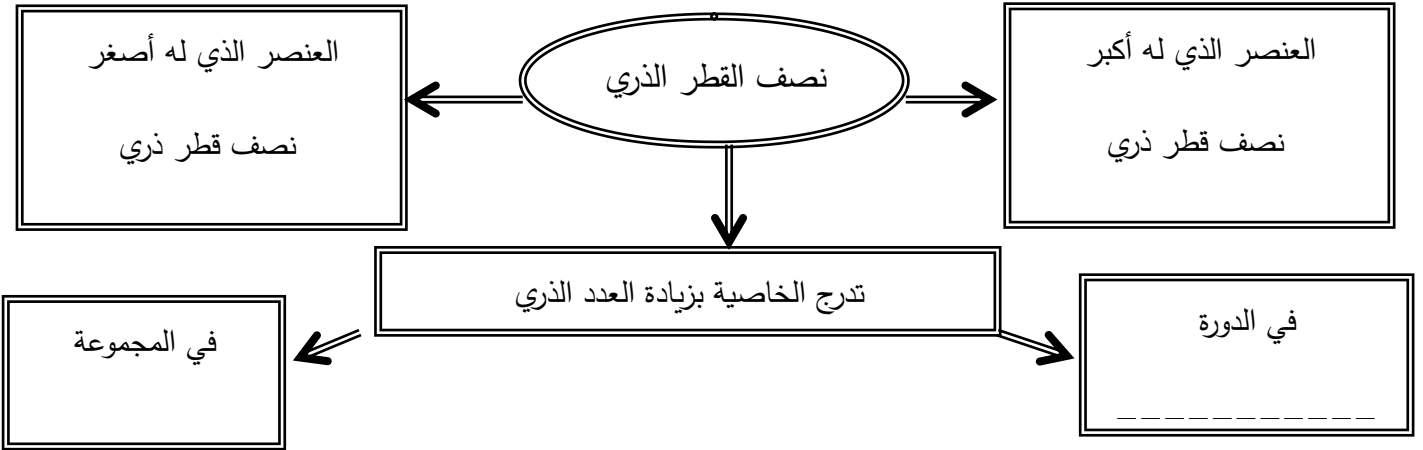 العنصر الذي له أكبر
نصف قطر ذري
نصف القطر الذري
العنصر الذي له أصغر
نصف قطر ذري
تدرج الخاصية بزيادة العدد الذري
في الدورة
_ _ _ _ _ _ _ _ _ _ _
في المجموعة